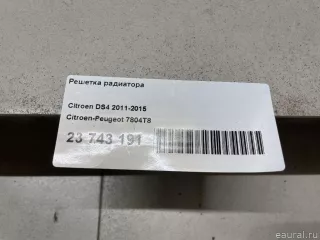 Решетка радиатора
Citroen DS4 2011-2015
Citroen-Peugeot 7804T8
23 743 191
eaural.ru